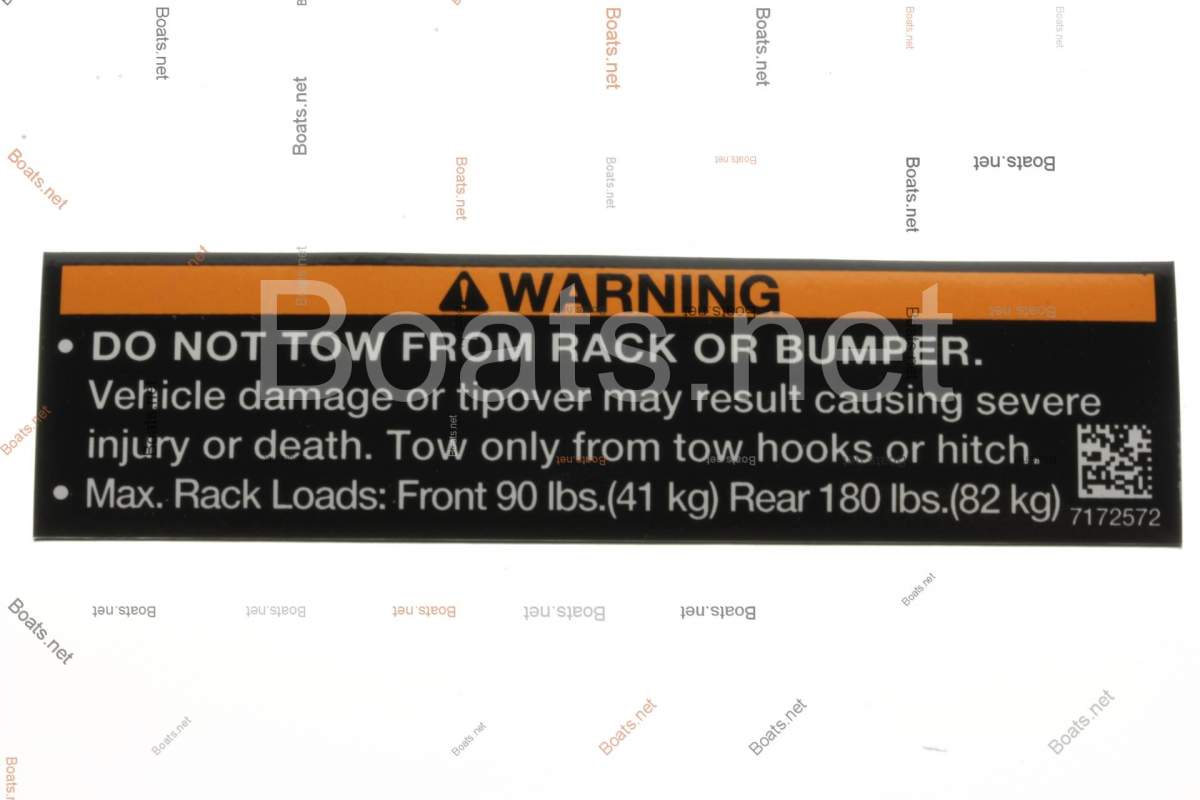 WARNING
• DO NOT TOW FROM RACK OR BUMPER.
Vehicle damage or tipover may result causing severe
injury or death. Tow only from tow hooks or hitch.
• Max. Rack Loads: Front 90 lbs.(41 kg) Rear 180 lbs.(82 kg)
7172572
Boats.net